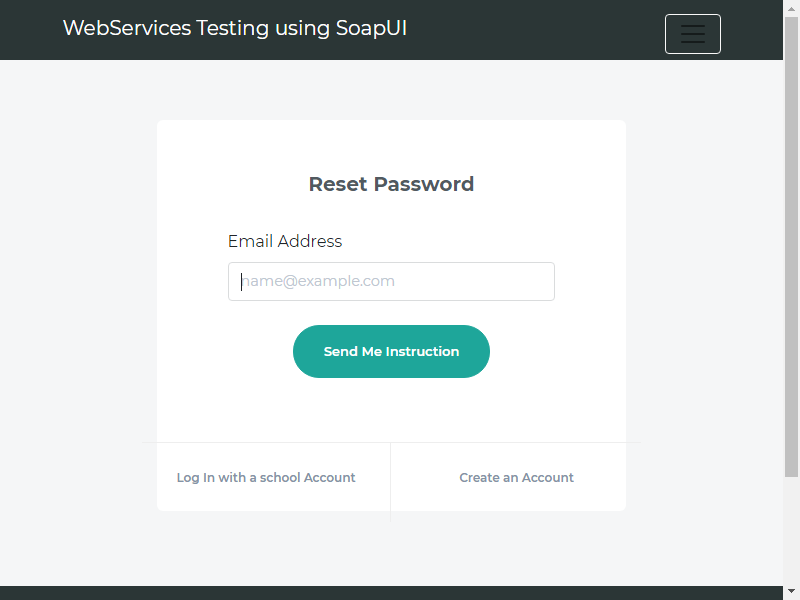 WebServices Testing using SoapUI
Reset Password
Email Address
name@example.com
Send Me Instruction
Log In with a school Account
Create an Account